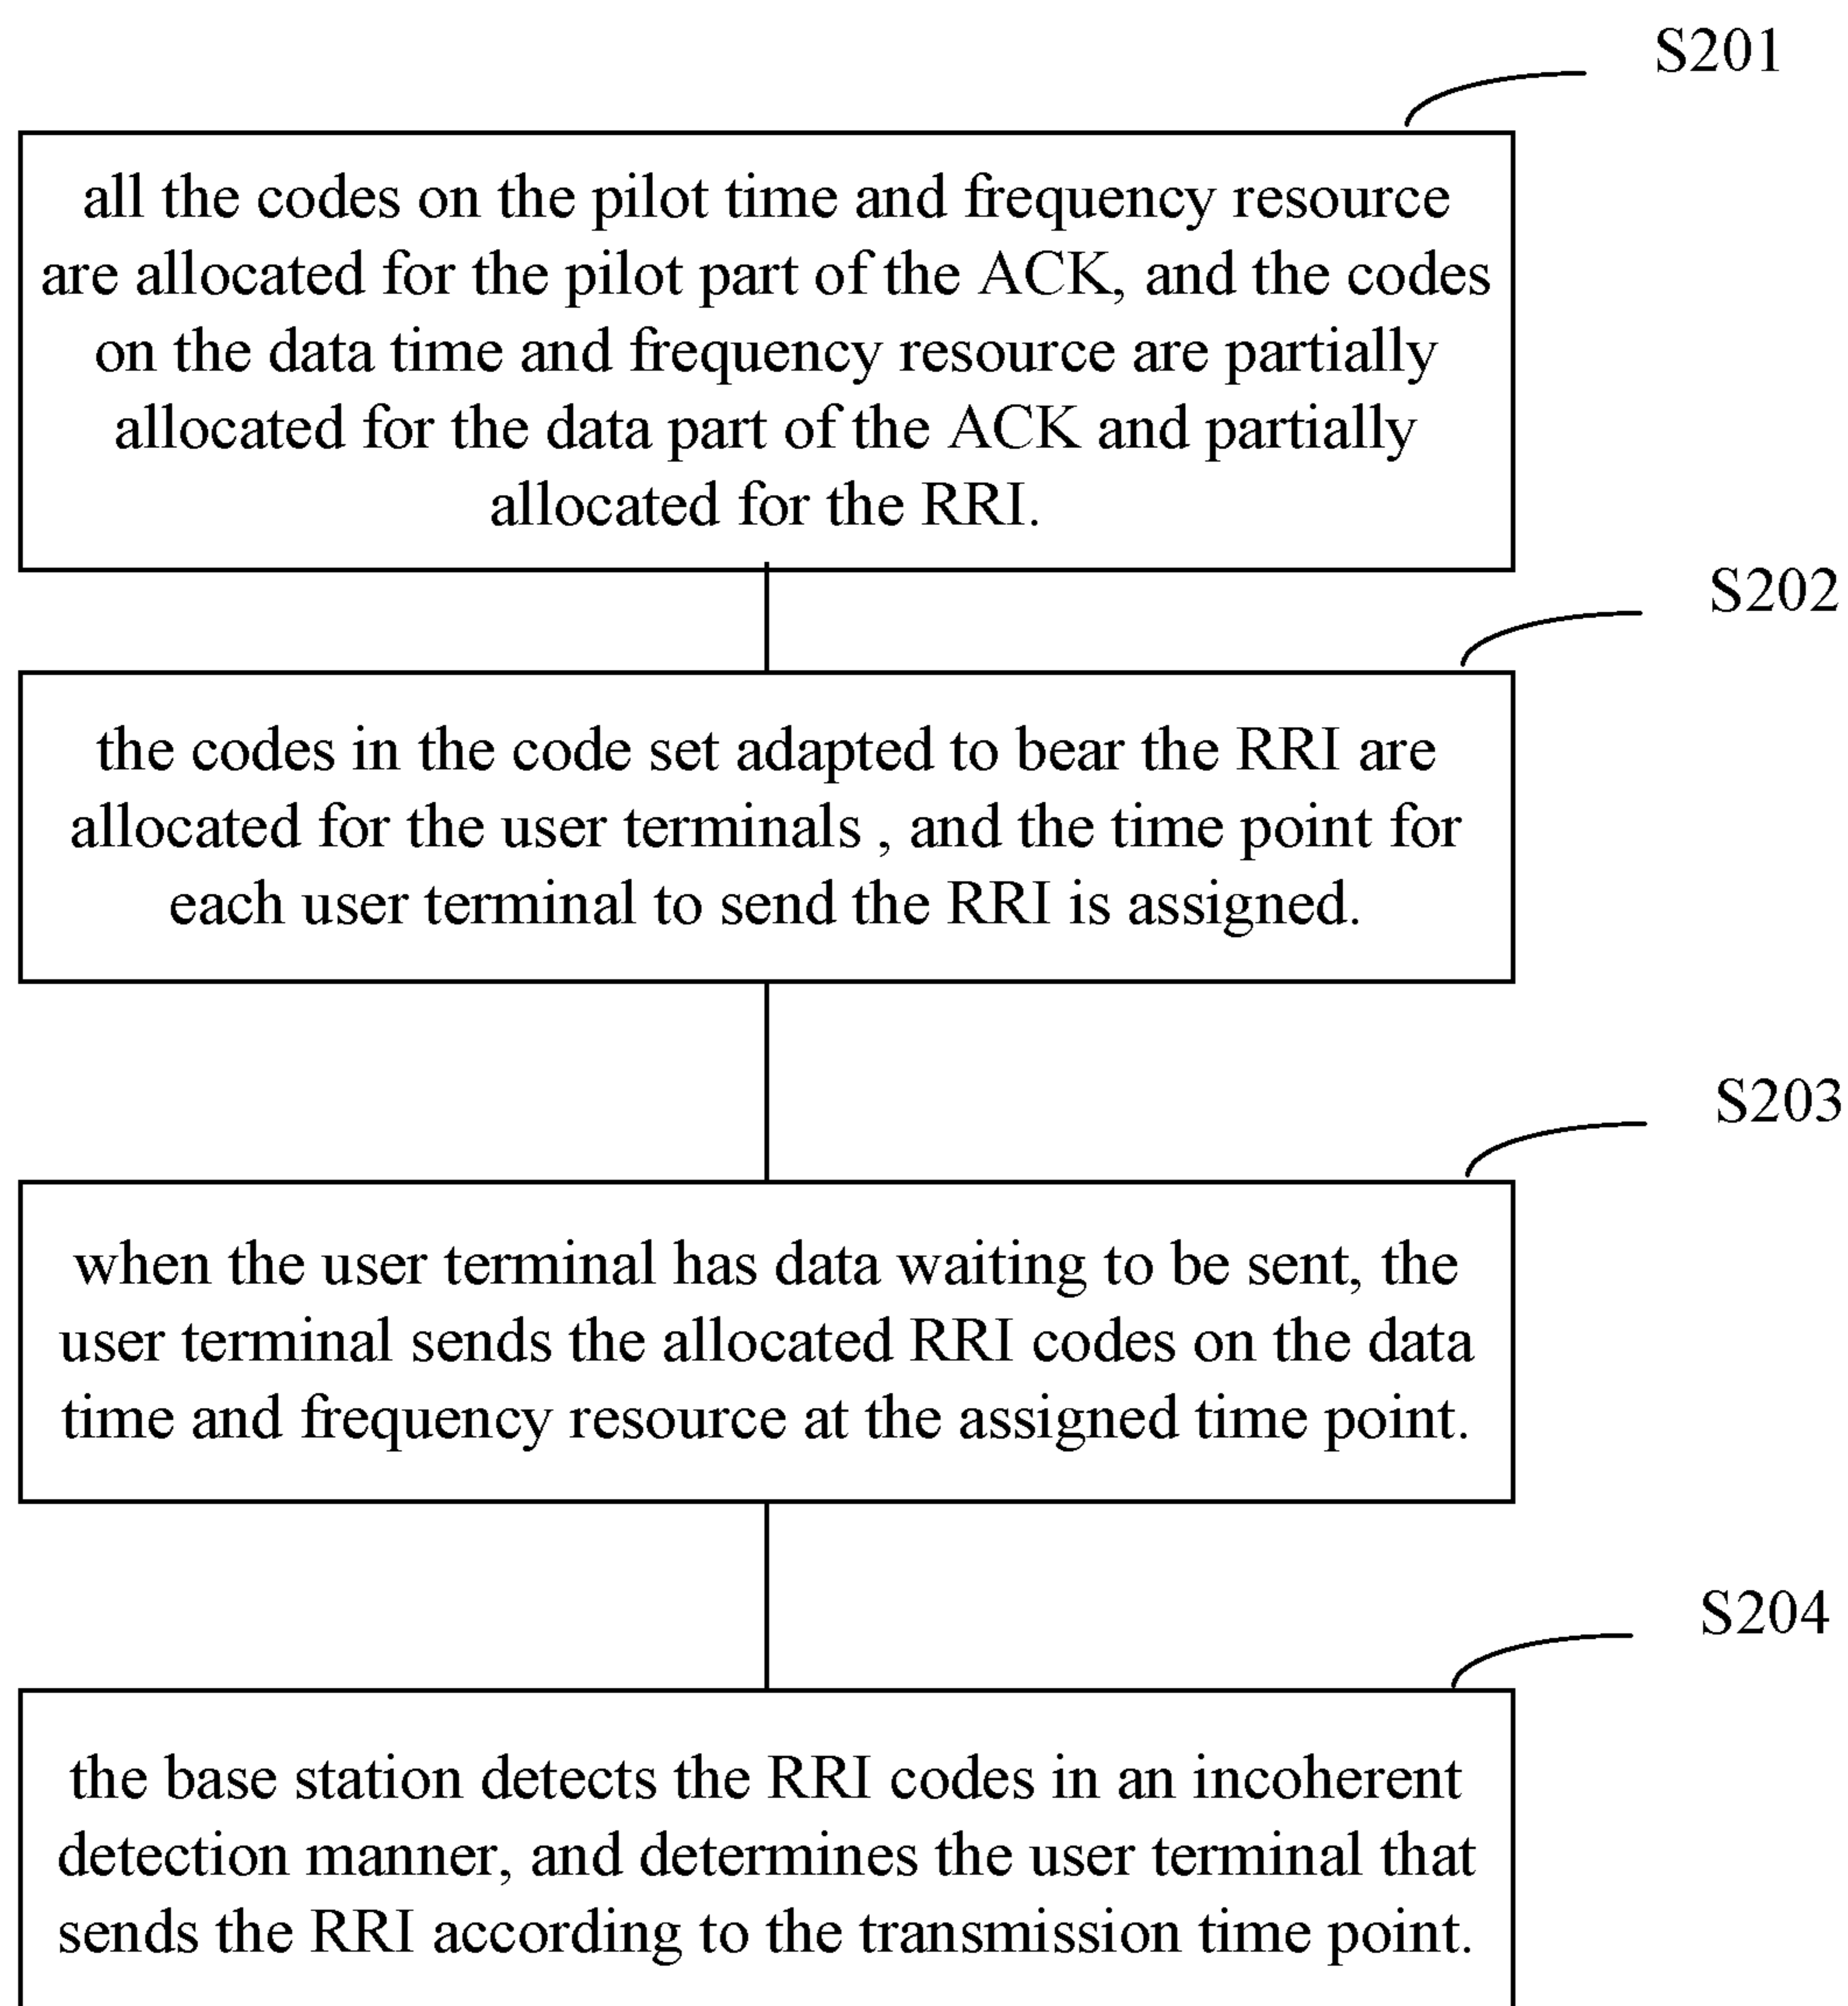 S201
all the codes on the pilot time and frequency resource
are allocated for the pilot part of the ACK, and the codes
on the data time and frequency resource are partially
allocated for the data part of the ACK and partially
allocated for the RRI.
S202
the codes in the code set adapted to bear the RRI are
allocated for the user terminals , and the time point for
each user terminal to send the RRI is assigned.
S203
when the user terminal has data waiting to be sent, the
user terminal sends the allocated RRI codes on the data
time and frequency resource at the assigned time point.
S204
the base station detects the RRI codes in an incoherent
detection manner, and determines the user terminal that
sends the RRI according to the transmission time point.